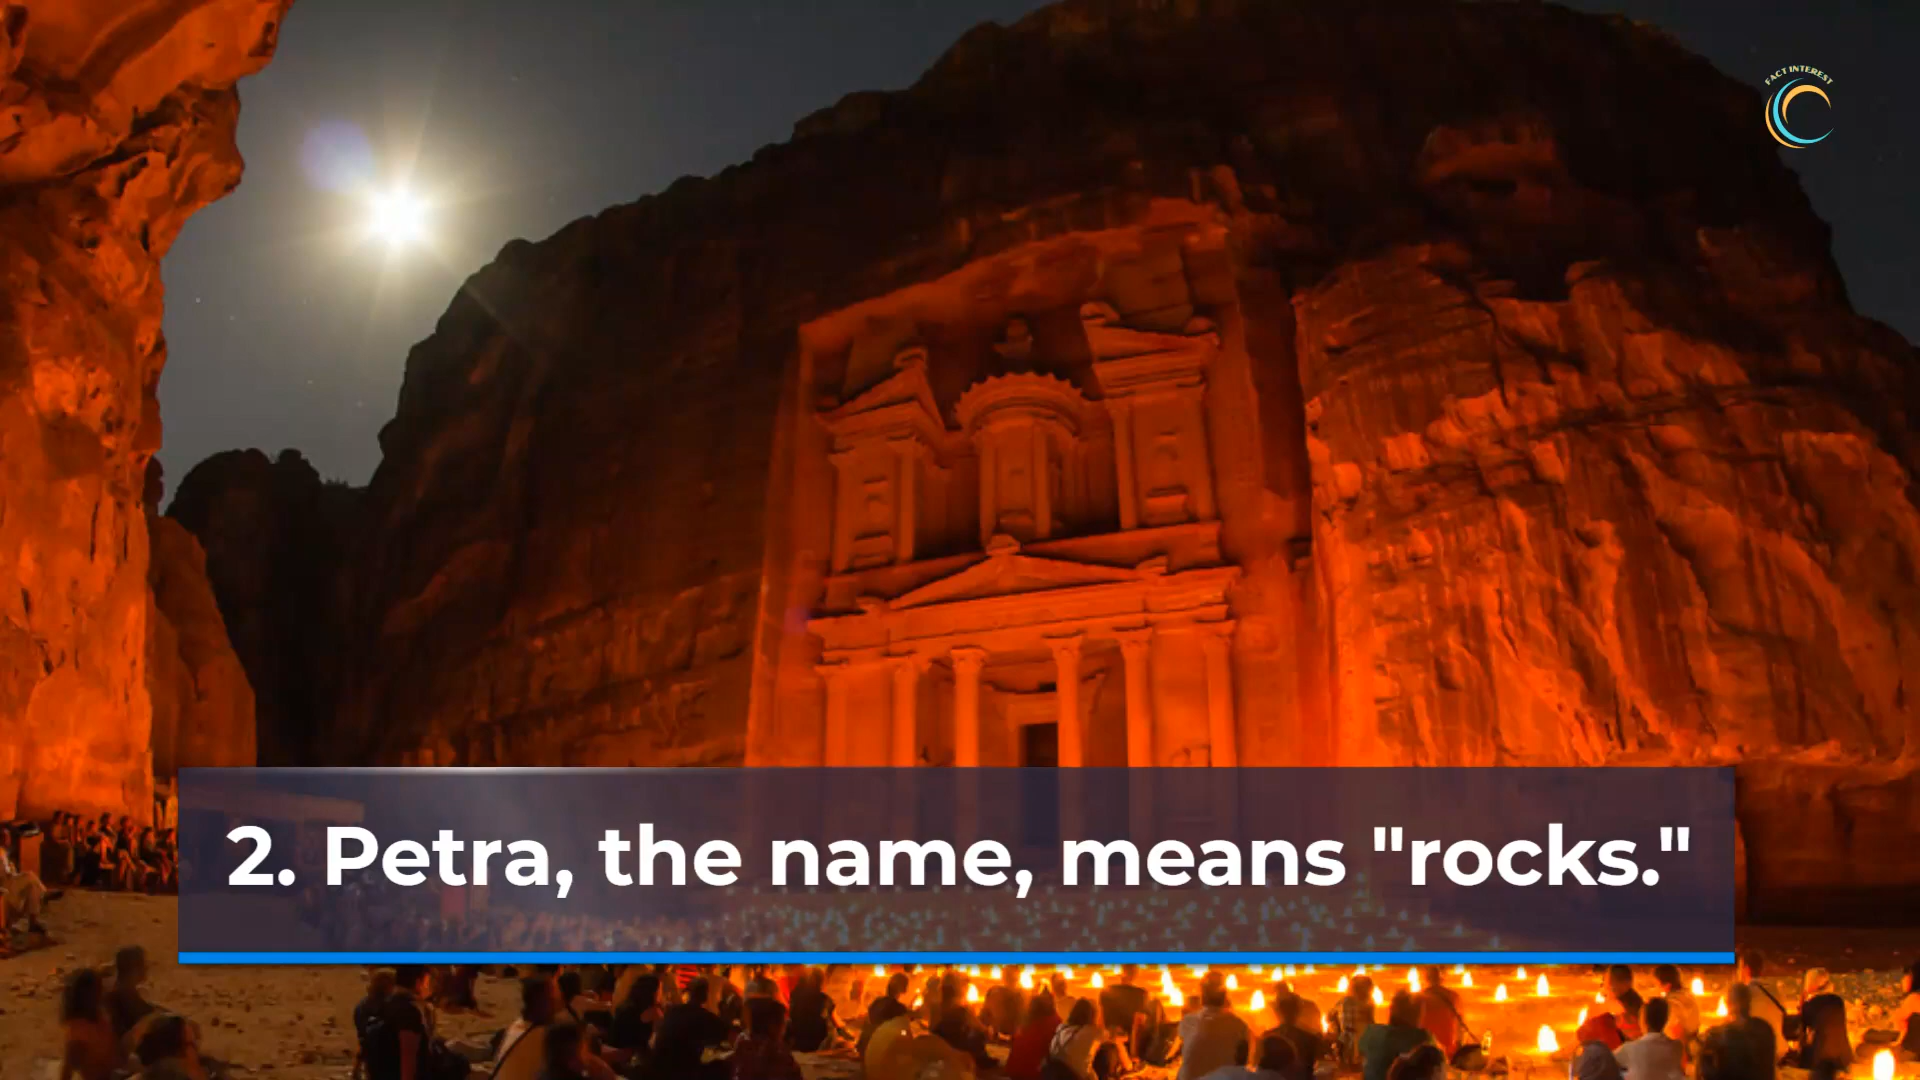 FACT INTEREST
2. Petra, the name, means "rocks."